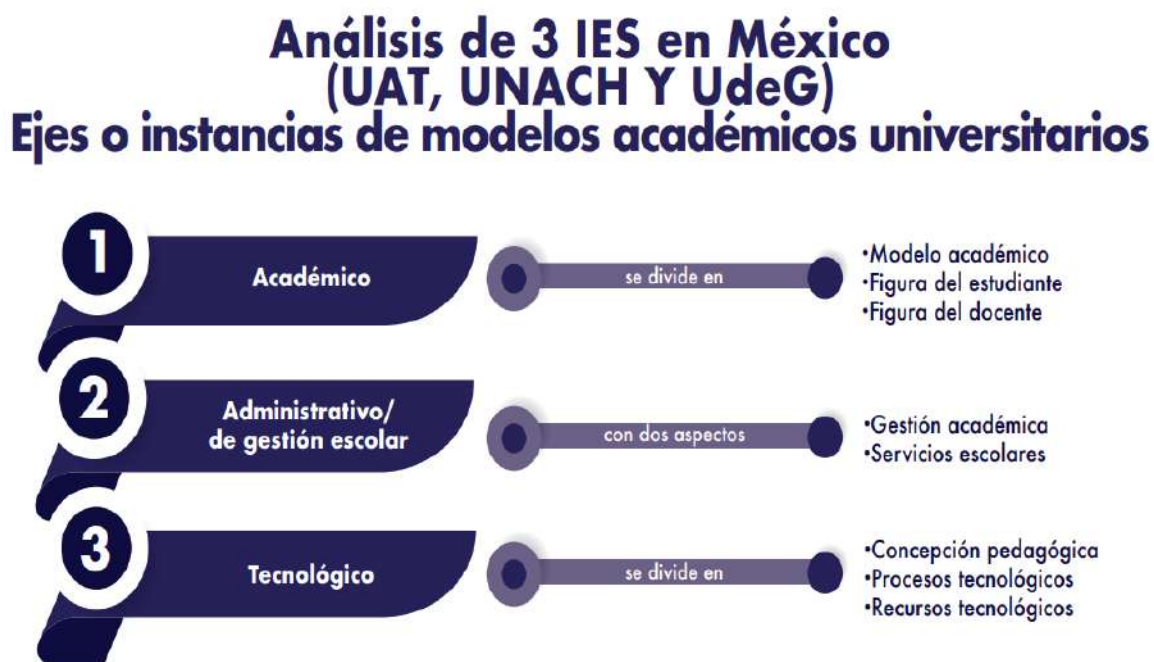 Análisis de 3 IES en México
(UAT, UNACH Y UdeG)
Ejes o instancias de modelos académicos universitarios
1
Académico
se divide en
•Modelo académico
•Figura del estudiante
•Figura del docente
2
Administrativo/
de gestión escolar
con dos aspectos
•Gestión académica
•Servicios escolares
3
Tecnológico
se divide en
•Concepción pedagógica
•Procesos tecnológicos
•Recursos tecnológicos